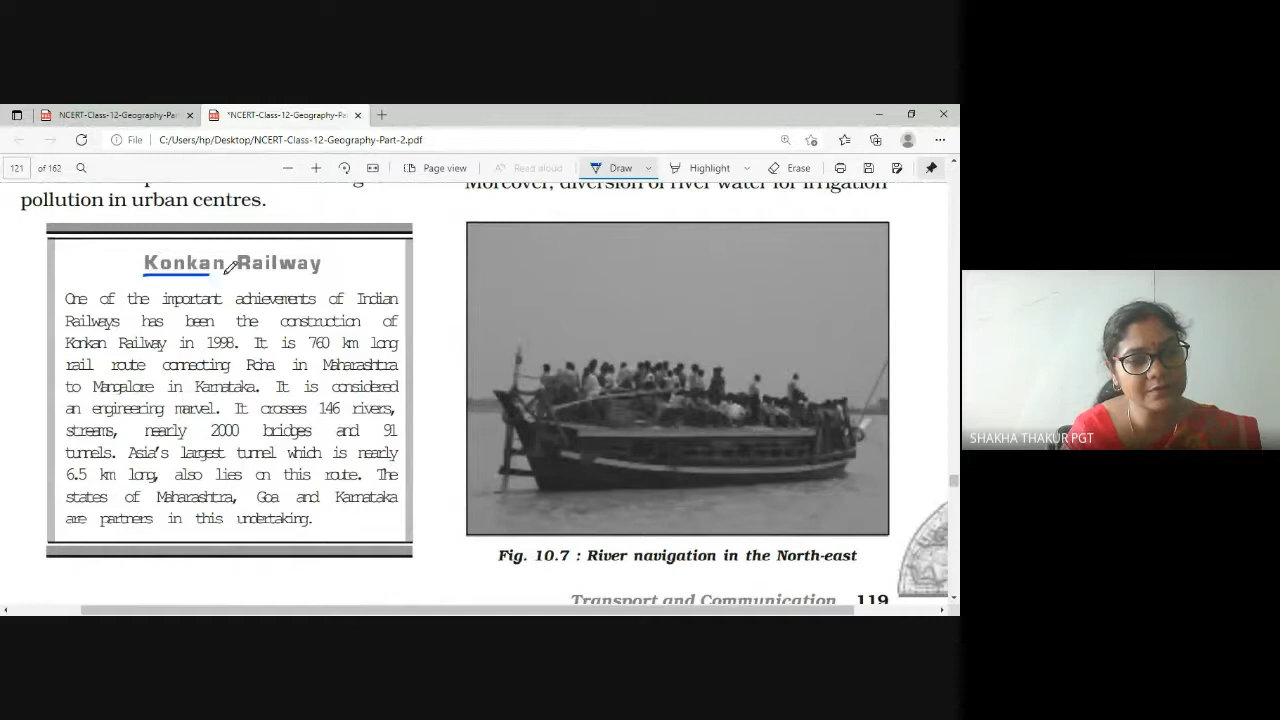 NCERT-Class-12-Geography-Par
*NCERT-Class-12-Geography-Pa
File C:/Users/hp/Desktop/NCERT-Class-12-Geography-Part-2.pdf
121 of 162 Page view Read aloud Draw Highlight Erase
pollution in urban centres.
Konkan Railway
One of the important achievements of Indian
Railways has been the construction of
Konkan Railway in 1998. It is 760 km long
rail route connecting Roha in Maharashtra
to Mangalore in Karnataka. It is considered
an engineering marvel. It crosses 146 rivers,
streams, nearly 2000 bridges and 91
tunnels. Asia's largest tunnel which is nearly
6.5 km long, also lies on this route. The
states of Maharashtra, Goa and Karnataka
are partners in this undertaking.
Moreover, diversion of river water for irrigation
Fig. 10.7 : River navigation in the North-east
Transport and Communication 119
SHAKHA THAKUR PGT